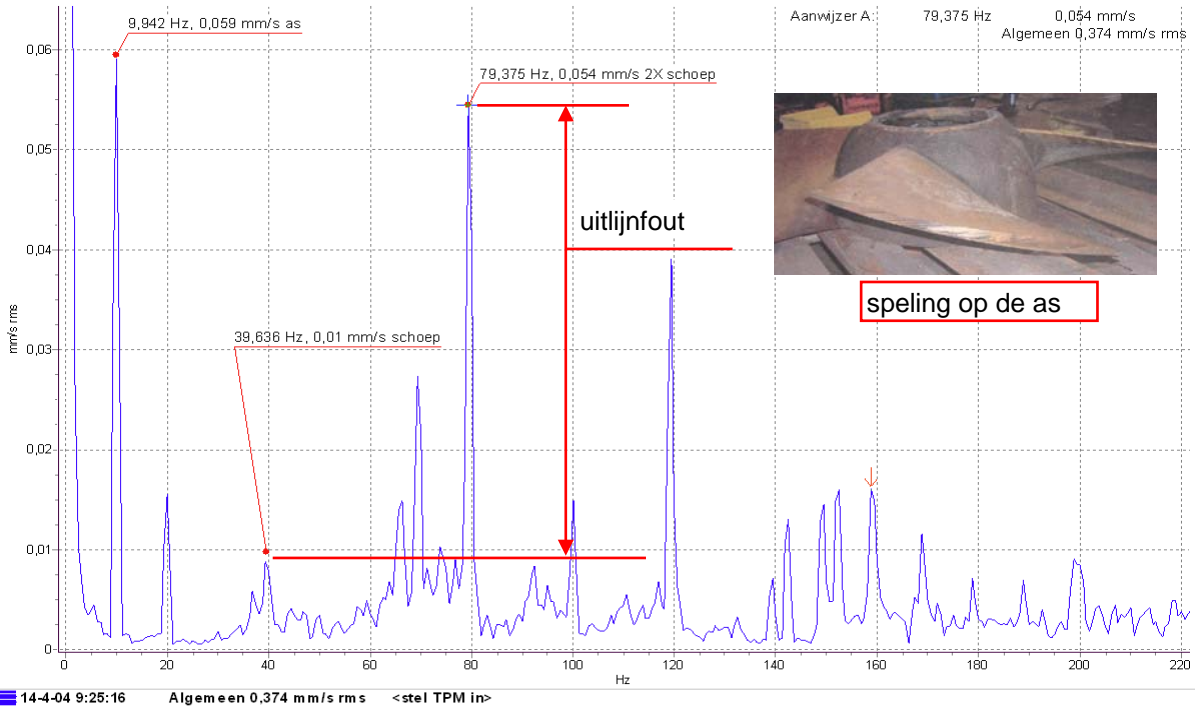 9,942 Hz, 0,059 mm/s as
Aanwijzer A: 79,375 Hz 0,054 mm/s
Algemeen 0,374 mm/s rms
79,375 Hz, 0,054 mm/s 2X schoep
uitlijnfout
speling op de as
39,636 Hz, 0,01 mm/s schoep
mm/s rms
0,06
0,05
0,04
0,03
0,02
0,01
0
0 20 40 60 80 100 120 140 160 180 200 220
Hz
14-4-04 9:25:16 Algemeen 0,374 mm/s rms <stel TPM in>